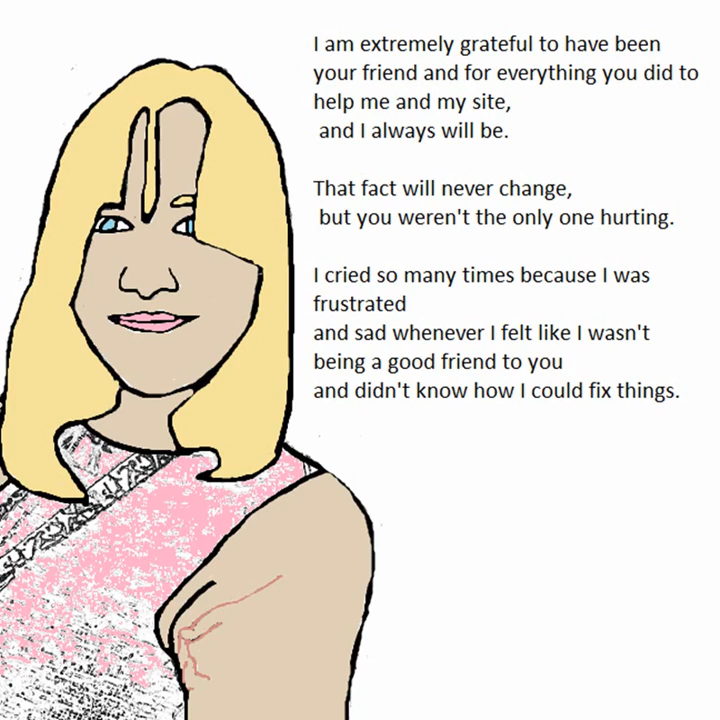 I am extremely grateful to have been
your friend and for everything you did to
help me and my site,
and I always will be.
That fact will never change,
but you weren't the only one hurting.
I cried so many times because I was
frustrated
and sad whenever I felt like I wasn't
being a good friend to you
and didn't know how I could fix things.